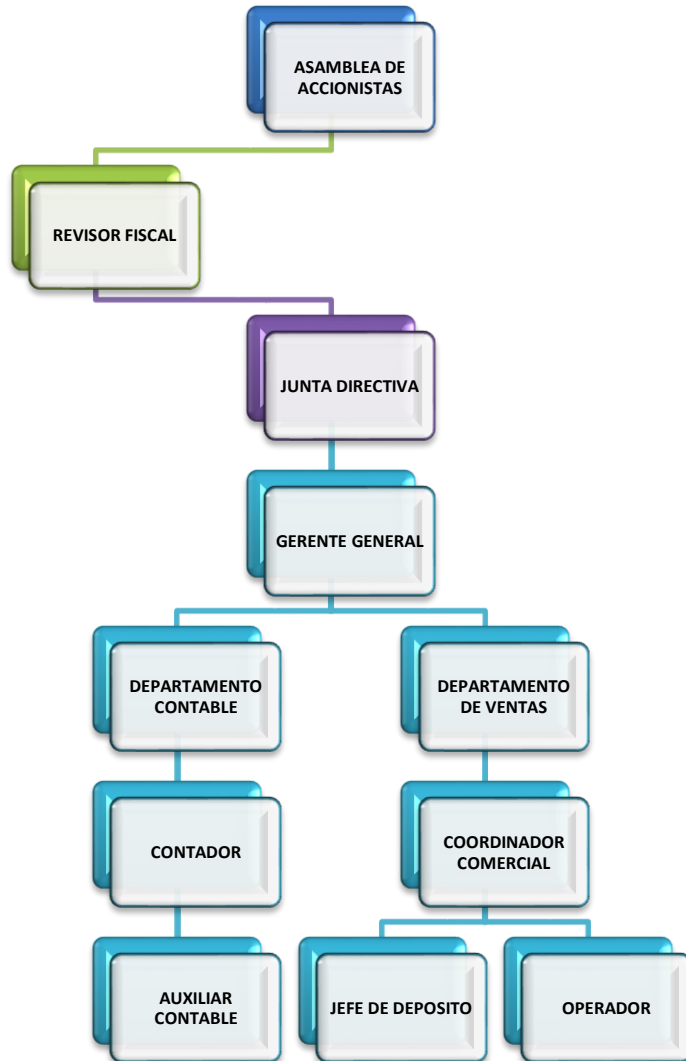 ASAMBLEA DE
ACCIONISTAS
REVISOR FISCAL
JUNTA DIRECTIVA
GERENTE GENERAL
DEPARTAMENTO
CONTABLE
DEPARTAMENTO
DE VENTAS
CONTADOR
COORDINADOR
COMERCIAL
AUXILIAR
CONTABLE
JEFE DE DEPOSITO
OPERADOR